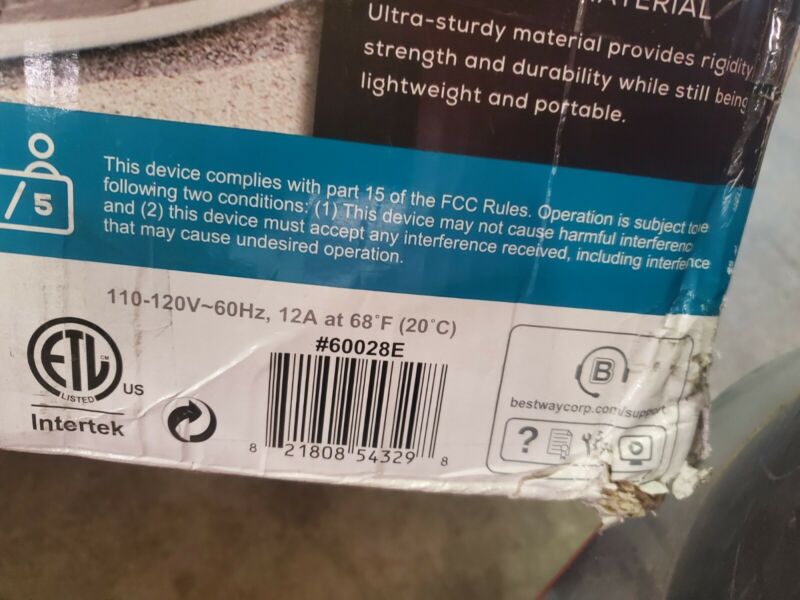 MATERIAL
Ultra-sturdy material provides rigidity,
strength and durability while still being
lightweight and portable.
/ 5
This device complies with part 15 of the FCC Rules. Operation is subject to
following two conditions: (1) This device may not cause harmful interferenc
and (2) this device must accept any interference received, including interference
that may cause undesired operation.
110-120V~60Hz, 12A at 68°F (20°C)
#60028E
ETL
CM
LISTED
US
Intertek
8 21808 54329 8
B
bestwaycorp.com/support
?